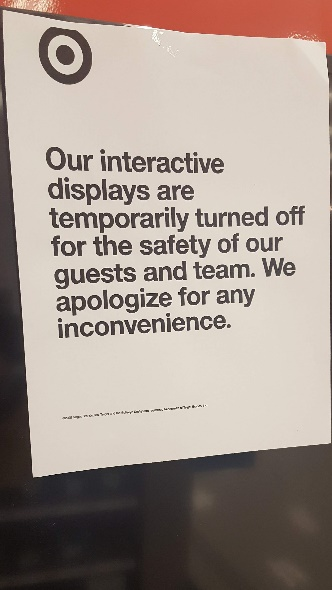 Our interactive
displays are
temporarily turned off
for the safety of our
guests and team. We
apologize for any
inconvenience.